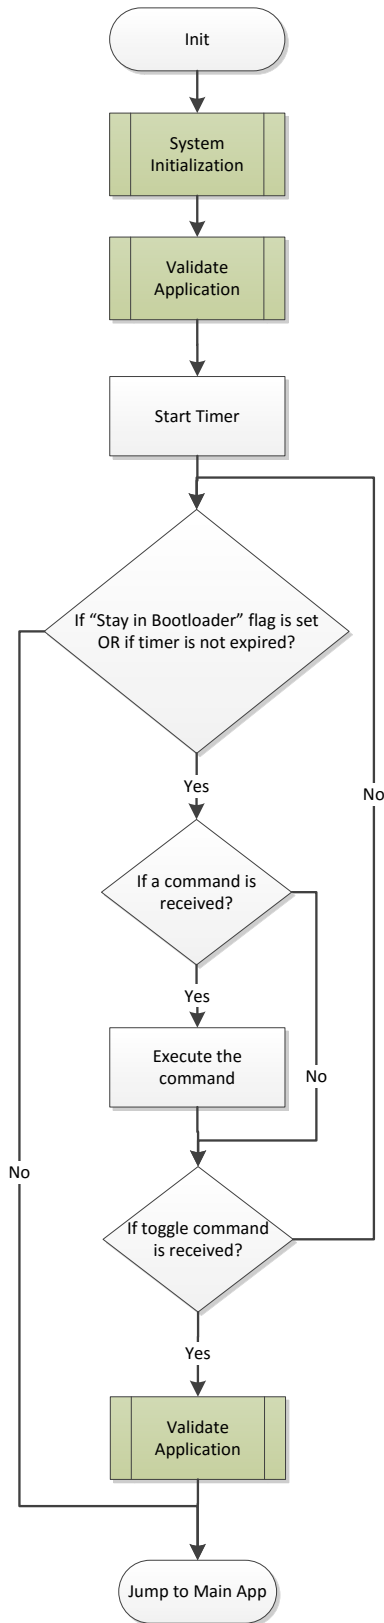 Init
System
Initialization
Validate
Application
Start Timer
If “Stay in Bootloader” flag is set
OR if timer is not expired?
Yes
No
If a command is
received?
Yes
Execute the
command
No
No
If toggle command
is received?
Yes
Validate
Application
Jump to Main App